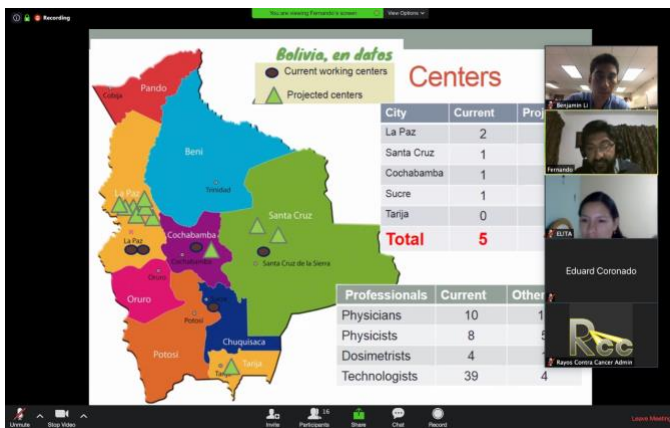 Recording
You are viewing Fernando's screen
View Options
Bolivia, en datos
Current working centers
Projected centers
Centers
City Current Proj
La Paz 2
Santa Cruz 1
Cochabamba 1
Sucre 1
Tarija 0
Total 5
Professionals Current Other
Physicians 10 1
Physicists 8 5
Dosimetrists 4
Technologists 39 4
Pando
Cobija
Beni
Trinidad
La Paz
La Paz
Cochabamba
Cochabamba
Santa Cruz
Santa Cruz de la Sierra
Oruro
Oruro
Potosi
Potosi
Sucre
Chuquisaca
Tarija
Tarija
Benjamin Li
Fernando
ELITA
Eduard Coronado
Rcc
Rayos Contra Cancer Admin
Unmute
Stop Video
Invite
Participants
16
Share
Chat
Record
Leave Meeting